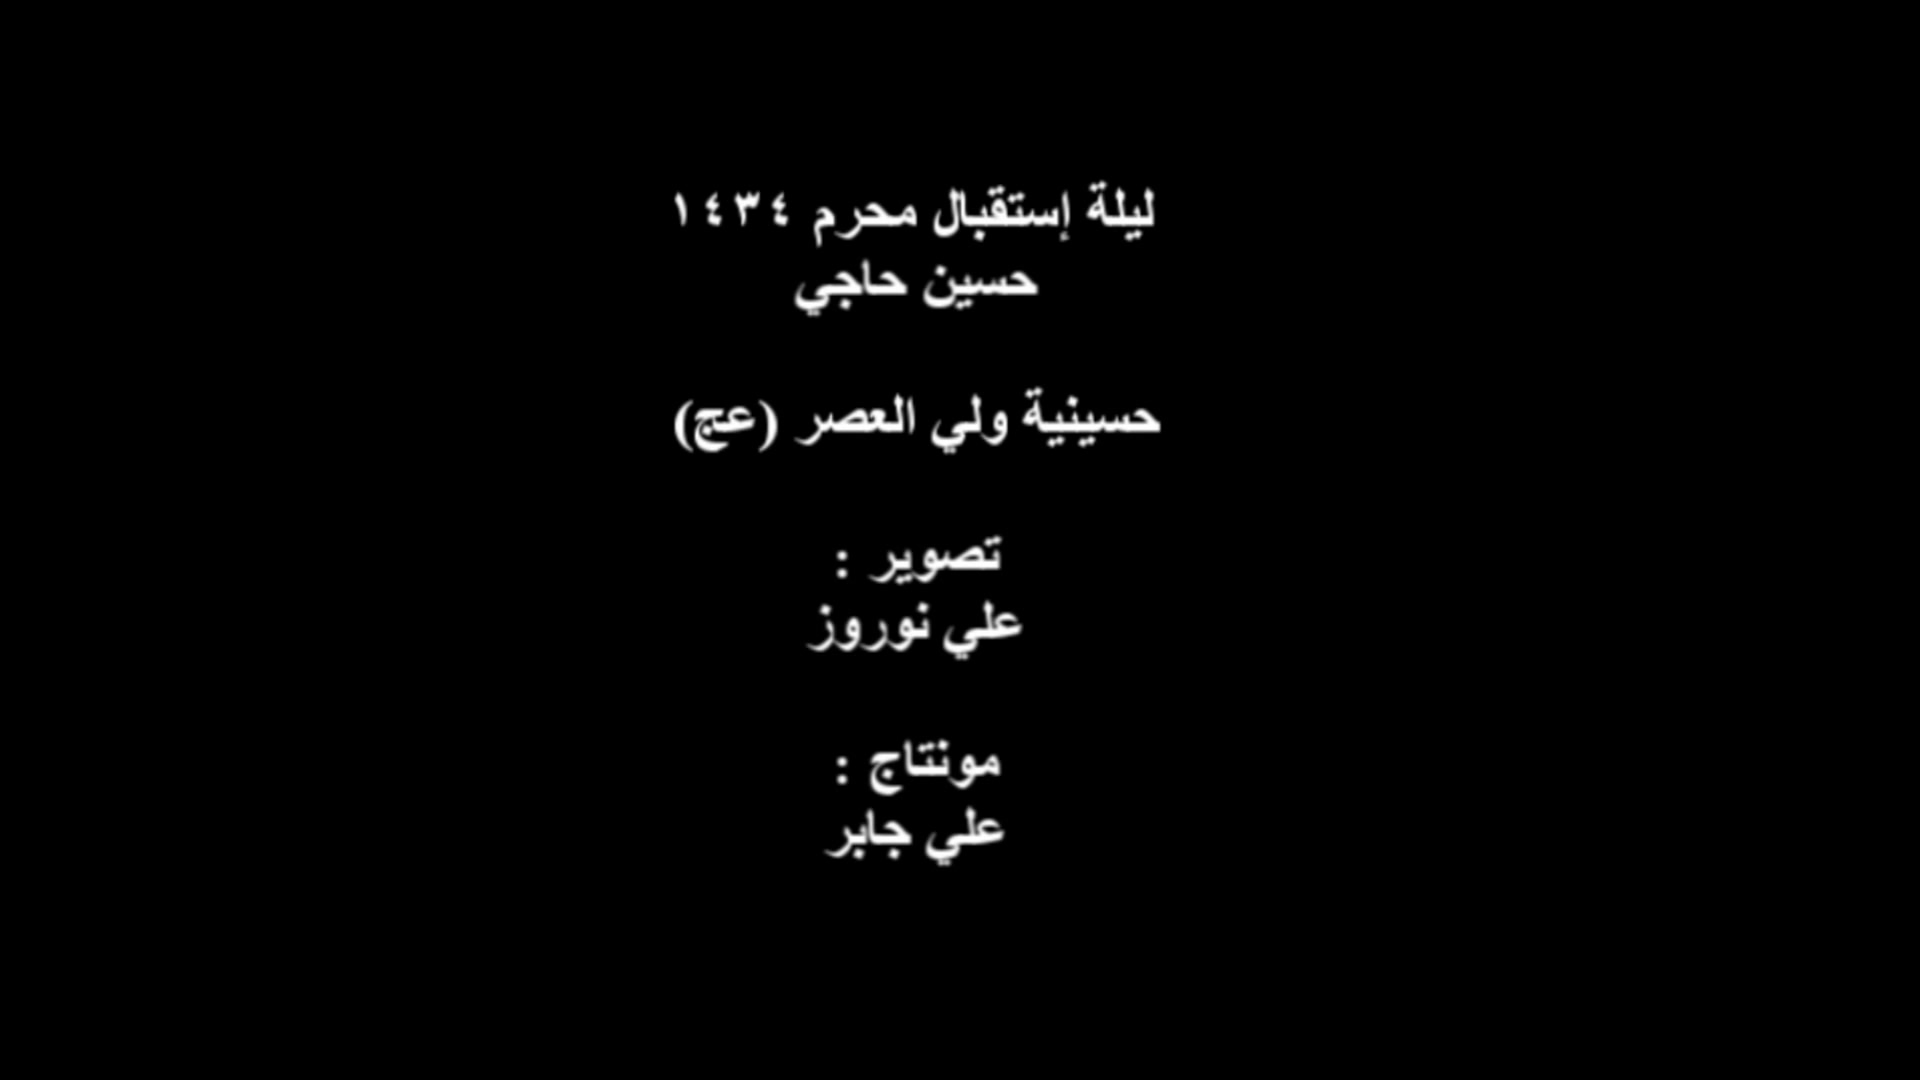 ليلة إستقبال محرم ١٤٣٤
حسين حاجي
حسينية ولي العصر (عج)
تصوير :
علي نوروز
مونتاج :
علي جابر